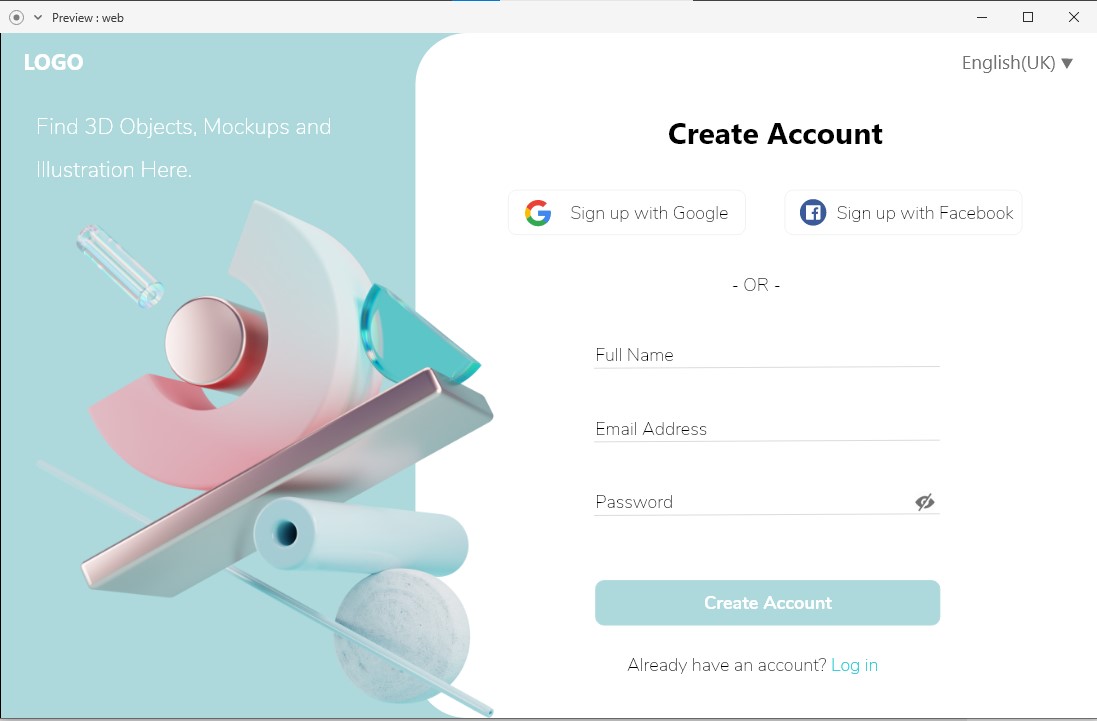 Preview : web
LOGO
English(UK) ▼
Find 3D Objects, Mockups and
Illustration Here.
Create Account
Sign up with Google
Sign up with Facebook
- OR -
Full Name
Email Address
Password
Create Account
Already have an account? Log in